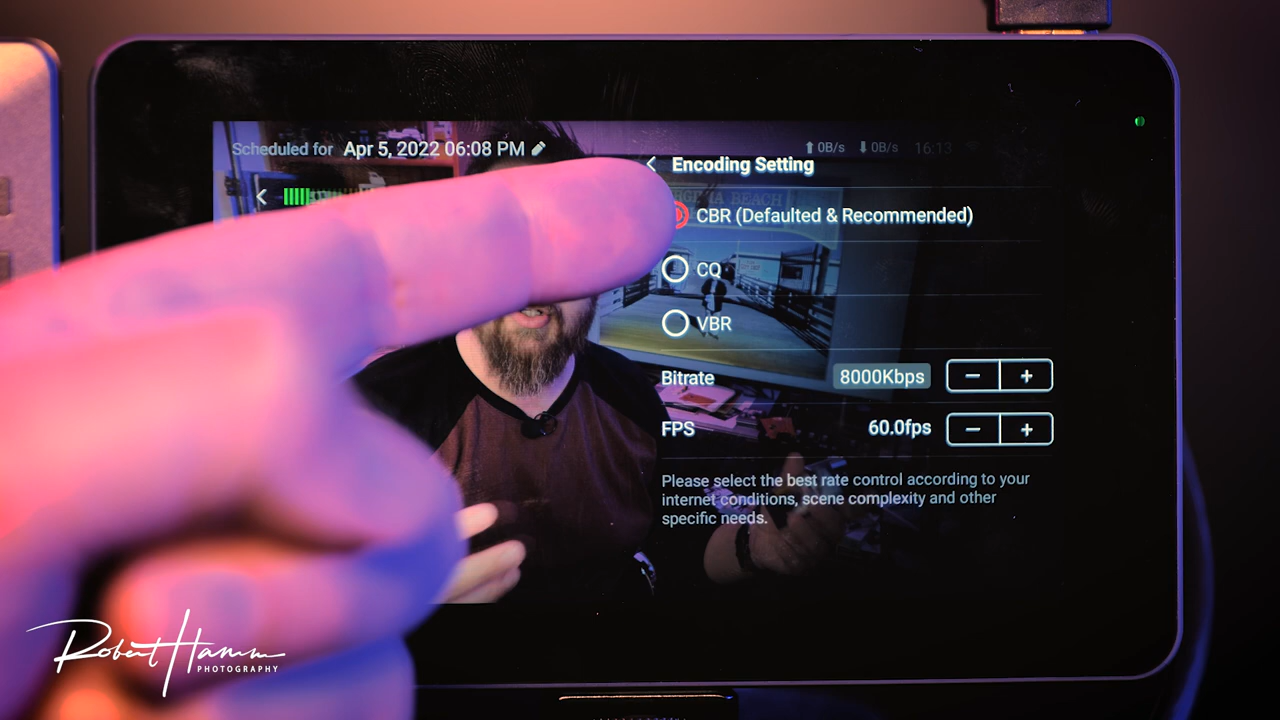 Scheduled for Apr 5, 2022 06:08 PM
0B/s 0B/s 16:13
Encoding Setting
CBR (Defaulted & Recommended)
CQ
VBR
Bitrate 8000Kbps − +
FPS 60.0fps − +
Please select the best rate control according to your
internet conditions, scene complexity and other
specific needs.
Robert Hamm
PHOTOGRAPHY